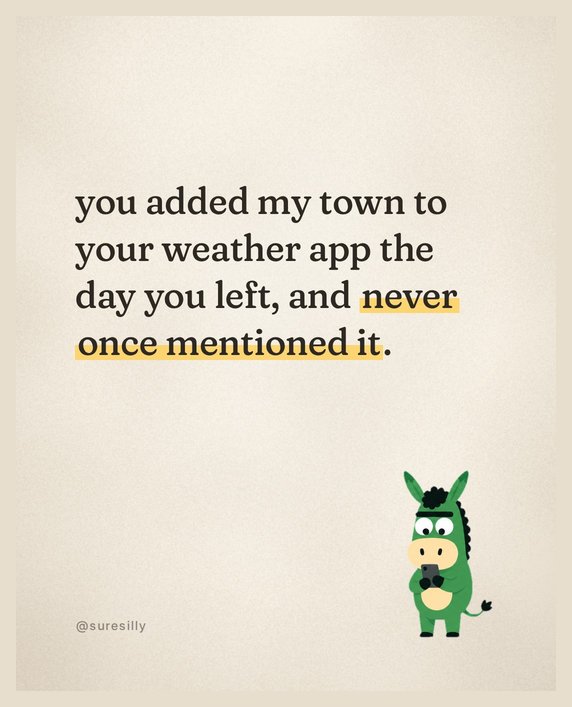 you added my town to
your weather app the
day you left, and never
once mentioned it.
@suresilly